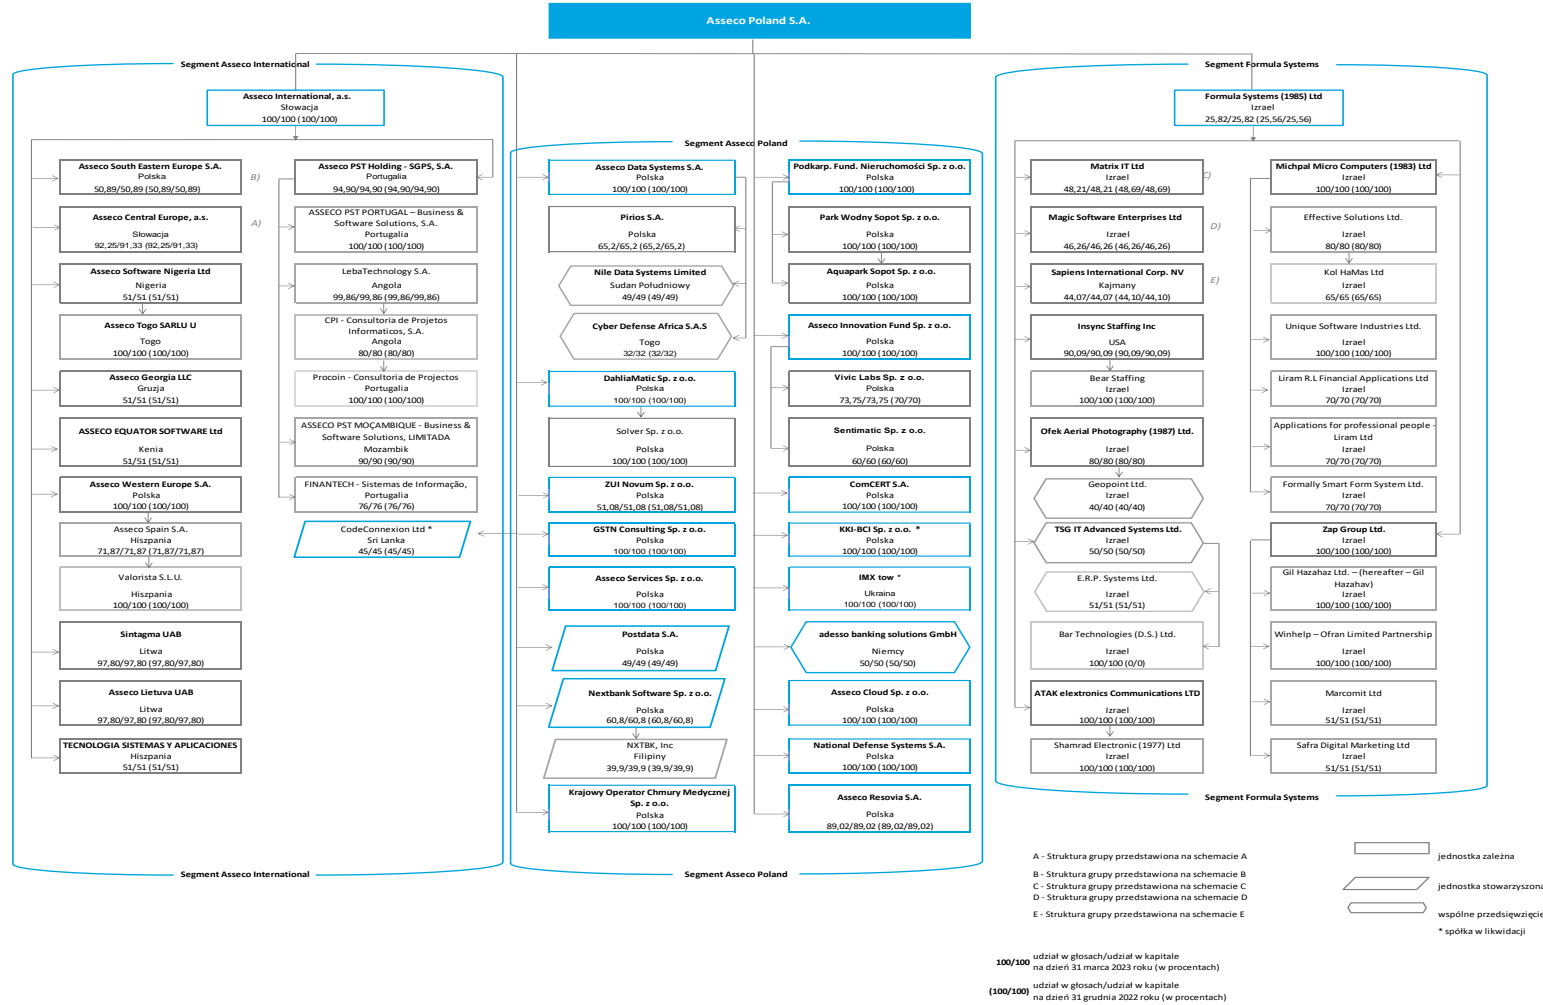 Asseco Poland S.A.
Segment Asseco International
Asseco International, a.s.
Słowacja
100/100 (100/100)
Asseco South Eastern Europe S.A.
Polska
50,89/50,89 (50,89/50,89)
B)
Asseco Central Europe, a.s.
Słowacja
92,25/91,33 (92,25/91,33)
A)
Asseco Software Nigeria Ltd
Nigeria
51/51 (51/51)
Asseco Togo SARLU U
Togo
100/100 (100/100)
Asseco Georgia LLC
Gruzja
51/51 (51/51)
ASSECO EQUATOR SOFTWARE Ltd
Kenia
51/51 (51/51)
Asseco Western Europe S.A.
Polska
100/100 (100/100)
Asseco Spain S.A.
Hiszpania
71,87/71,87 (71,87/71,87)
Valorista S.L.U.
Hiszpania
100/100 (100/100)
Sintagma UAB
Litwa
97,80/97,80 (97,80/97,80)
Asseco Lietuva UAB
Litwa
97,80/97,80 (97,80/97,80)
TECNOLOGIA SISTEMAS Y APLICACIONES
Hiszpania
51/51 (51/51)
Asseco PST Holding - SGPS, S.A.
Portugalia
94,90/94,90 (94,90/94,90)
ASSECO PST PORTUGAL – Business &
Software Solutions, S.A.
Portugalia
100/100 (100/100)
LebaTechnology S.A.
Angola
99,86/99,86 (99,86/99,86)
CPI - Consultoria de Projetos
Informaticos, S.A.
Angola
80/80 (80/80)
Procoin - Consultoria de Projectos
Portugalia
100/100 (100/100)
ASSECO PST MOÇAMBIQUE - Business &
Software Solutions, LIMITADA
Mozambik
90/90 (90/90)
FINANTECH - Sistemas de Informação,
Portugalia
76/76 (76/76)
CodeConnexion Ltd *
Sri Lanka
45/45 (45/45)
Segment Asseco International
Segment Asseco Poland
Asseco Data Systems S.A.
Polska
100/100 (100/100)
Pirios S.A.
Polska
65,2/65,2 (65,2/65,2)
Nile Data Systems Limited
Sudan Południowy
49/49 (49/49)
Cyber Defense Africa S.A.S
Togo
32/32 (32/32)
DahliaMatic Sp. z o.o.
Polska
100/100 (100/100)
Solver Sp. z o.o.
Polska
100/100 (100/100)
ZUI Novum Sp. z o.o.
Polska
51,08/51,08 (51,08/51,08)
GSTN Consulting Sp. z o.o.
Polska
100/100 (100/100)
Asseco Services Sp. z o.o.
Polska
100/100 (100/100)
Postdata S.A.
Polska
49/49 (49/49)
Nextbank Software Sp. z o.o.
Polska
60,8/60,8 (60,8/60,8)
NXTBK, Inc
Filipiny
39,9/39,9 (39,9/39,9)
Krajowy Operator Chmury Medycznej
Sp. z o.o.
Polska
100/100 (100/100)
Podkarp. Fund. Nieruchomości Sp. z o.o.
Polska
100/100 (100/100)
Park Wodny Sopot Sp. z o.o.
Polska
100/100 (100/100)
Aquapark Sopot Sp. z o.o.
Polska
100/100 (100/100)
Asseco Innovation Fund Sp. z o.o.
Polska
100/100 (100/100)
Vivic Labs Sp. z o.o.
Polska
73,75/73,75 (70/70)
Sentimatic Sp. z o.o.
Polska
60/60 (60/60)
ComCERT S.A.
Polska
100/100 (100/100)
KKI-BCI Sp. z o.o. *
Polska
100/100 (100/100)
IMX tow *
Ukraina
100/100 (100/100)
adesso banking solutions GmbH
Niemcy
50/50 (50/50)
Asseco Cloud Sp. z o.o.
Polska
100/100 (100/100)
National Defense Systems S.A.
Polska
100/100 (100/100)
Asseco Resovia S.A.
Polska
89,02/89,02 (89,02/89,02)
Segment Asseco Poland
Segment Formula Systems
Formula Systems (1985) Ltd
Izrael
25,82/25,82 (25,56/25,56)
Matrix IT Ltd
Izrael
48,21/48,21 (48,69/48,69)
C)
Magic Software Enterprises Ltd
Izrael
46,26/46,26 (46,26/46,26)
D)
Sapiens International Corp. NV
Kajmany
44,07/44,07 (44,10/44,10)
E)
Insync Staffing Inc
USA
90,09/90,09 (90,09/90,09)
Bear Staffing
Izrael
100/100 (100/100)
Ofek Aerial Photography (1987) Ltd.
Izrael
80/80 (80/80)
Geopoint Ltd.
Izrael
40/40 (40/40)
TSG IT Advanced Systems Ltd.
Izrael
50/50 (50/50)
E.R.P. Systems Ltd.
Izrael
51/51 (51/51)
Bar Technologies (D.S.) Ltd.
Izrael
100/100 (0/0)
ATAK elextronics Communications LTD
Izrael
100/100 (100/100)
Shamrad Electronic (1977) Ltd
Izrael
100/100 (100/100)
Michpal Micro Computers (1983) Ltd
Izrael
100/100 (100/100)
Effective Solutions Ltd.
Izrael
80/80 (80/80)
Kol HaMas Ltd
Izrael
65/65 (65/65)
Unique Software Industries Ltd.
Izrael
100/100 (100/100)
Liram R.L Financial Applications Ltd
Izrael
70/70 (70/70)
Applications for professional people -
Liram Ltd
Izrael
70/70 (70/70)
Formally Smart Form System Ltd.
Izrael
70/70 (70/70)
Zap Group Ltd.
Izrael
100/100 (100/100)
Gil Hazahaz Ltd. – (hereafter – Gil
Hazahav)
Izrael
100/100 (100/100)
Winhelp – Ofran Limited Partnership
Izrael
100/100 (100/100)
Marcomit Ltd
Izrael
51/51 (51/51)
Safra Digital Marketing Ltd
Izrael
51/51 (51/51)
Segment Formula Systems
A - Struktura grupy przedstawiona na schemacie A
B - Struktura grupy przedstawiona na schemacie B
C - Struktura grupy przedstawiona na schemacie C
D - Struktura grupy przedstawiona na schemacie D
E - Struktura grupy przedstawiona na schemacie E
jednostka zależna
jednostka stowarzyszona
wspólne przedsięwzięcie
* spółka w likwidacji
100/100 udział w głosach/udział w kapitale
na dzień 31 marca 2023 roku (w procentach)
(100/100) udział w głosach/udział w kapitale
na dzień 31 grudnia 2022 roku (w procentach)